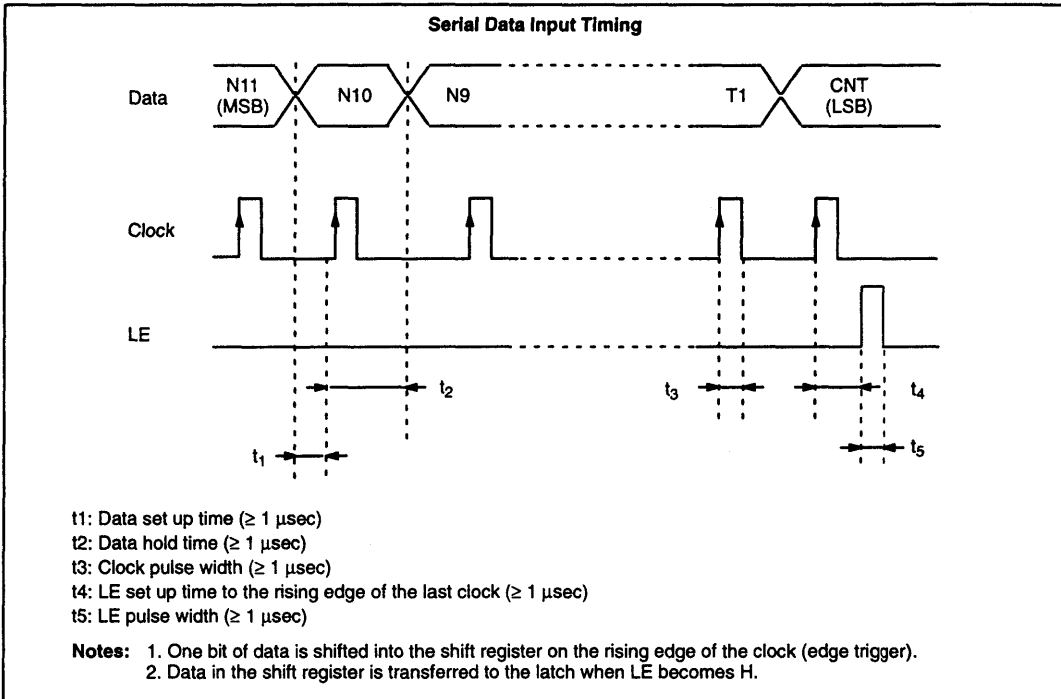 Serial Data Input Timing
Data
N11
(MSB)
N10
N9
T1
CNT
(LSB)
Clock
LE
t2
t3
t4
t1
t5
t1: Data set up time (≥ 1 μsec)
t2: Data hold time (≥ 1 μsec)
t3: Clock pulse width (≥ 1 μsec)
t4: LE set up time to the rising edge of the last clock (≥ 1 μsec)
t5: LE pulse width (≥ 1 μsec)
Notes: 1. One bit of data is shifted into the shift register on the rising edge of the clock (edge trigger).
2. Data in the shift register is transferred to the latch when LE becomes H.